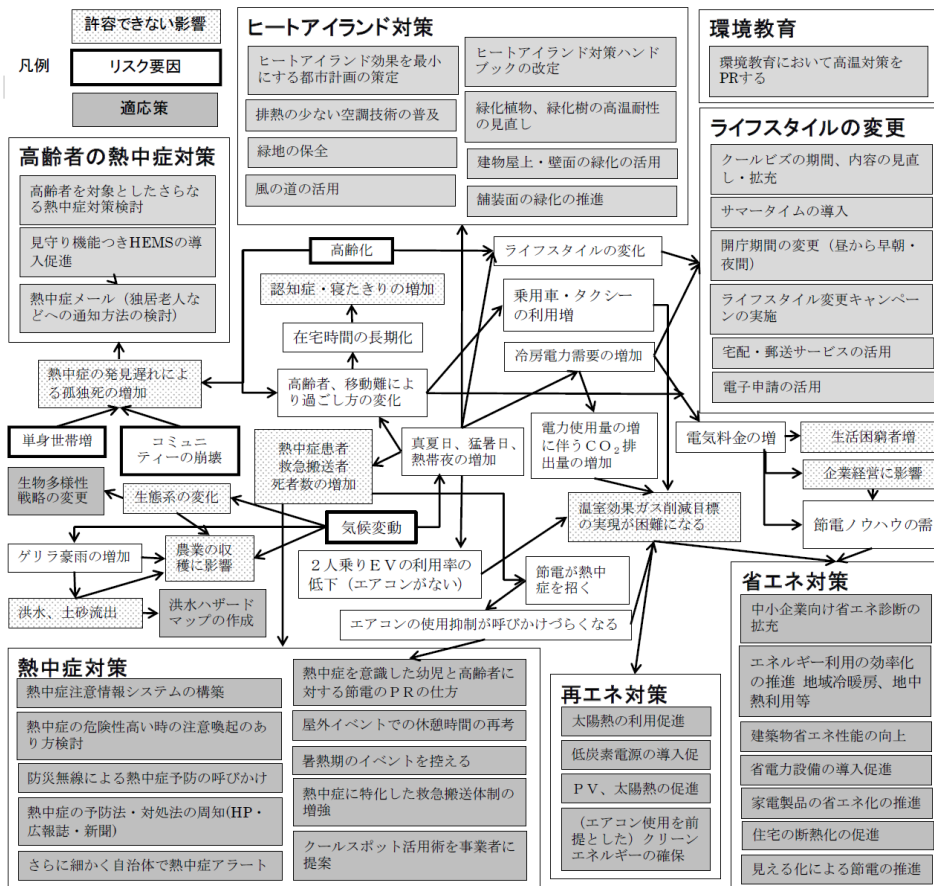 許容できない影響
凡例
リスク要因
適応策
ヒートアイランド対策
ヒートアイランド効果を最小
にする都市計画の策定
排熱の少ない空調技術の普及
緑地の保全
風の道の活用
ヒートアイランド対策ハンド
ブックの改定
緑化植物、緑化樹の高温耐性
の見直し
建物屋上・壁面の緑化の活用
舗装面の緑化の推進
環境教育
環境教育において高温対策を
PRする
ライフスタイルの変更
クールビズの期間、内容の見直
し・拡充
サマータイムの導入
開庁期間の変更（昼から早朝・
夜間）
ライフスタイル変更キャンペー
ンの実施
宅配・郵送サービスの活用
電子申請の活用
高齢者の熱中症対策
高齢者を対象としたさらな
る熱中症対策検討
見守り機能つきHEMSの導
入促進
熱中症メール（独居老人な
どへの通知方法の検討）
高齢化
ライフスタイルの変化
認知症・寝たきりの増加
乗用車・タクシー
の利用増
在宅時間の長期化
冷房電力需要の増加
熱中症の発見遅れによ
る孤独死の増加
高齢者、移動難によ
り過ごし方の変化
単身世帯増
コミュニ
ティーの崩壊
熱中症患者
救急搬送者
死者数の増加
真夏日、猛暑日、
熱帯夜の増加
電力使用量の増
に伴うCO₂排
出量の増加
電気料金の増
生活困窮者増
企業経営に影響
生物多様性
戦略の変更
生態系の変化
気候変動
温室効果ガス削減目標
の実現が困難になる
節電ノウハウの需
ゲリラ豪雨の増加
農業の収
穫に影響
２人乗りＥＶの利用率の
低下（エアコンがない）
節電が熱中
症を招く
洪水、土砂流出
洪水ハザード
マップの作成
エアコンの使用抑制が呼びかけづらくなる
熱中症対策
熱中症注意情報システムの構築
熱中症の危険性高い時の注意喚起のあ
り方検討
防災無線による熱中症予防の呼びかけ
熱中症の予防法・対処法の周知(HP・
広報誌・新聞)
さらに細かく自治体で熱中症アラート
熱中症を意識した幼児と高齢者に
対する節電のＰＲの仕方
屋外イベントでの休憩時間の再考
暑熱期のイベントを控える
熱中症に特化した救急搬送体制の
増強
クールスポット活用術を事業者に
提案
再エネ対策
太陽熱の利用促進
低炭素電源の導入促
ＰＶ、太陽熱の促進
（エアコン使用を前
提とした）クリーン
エネルギーの確保
省エネ対策
中小企業向け省エネ診断の
拡充
エネルギー利用の効率化
の推進 地域冷暖房、地中
熱利用等
建築物省エネ性能の向上
省電力設備の導入促進
家電製品の省エネ化の推進
住宅の断熱化の促進
見える化による節電の推進